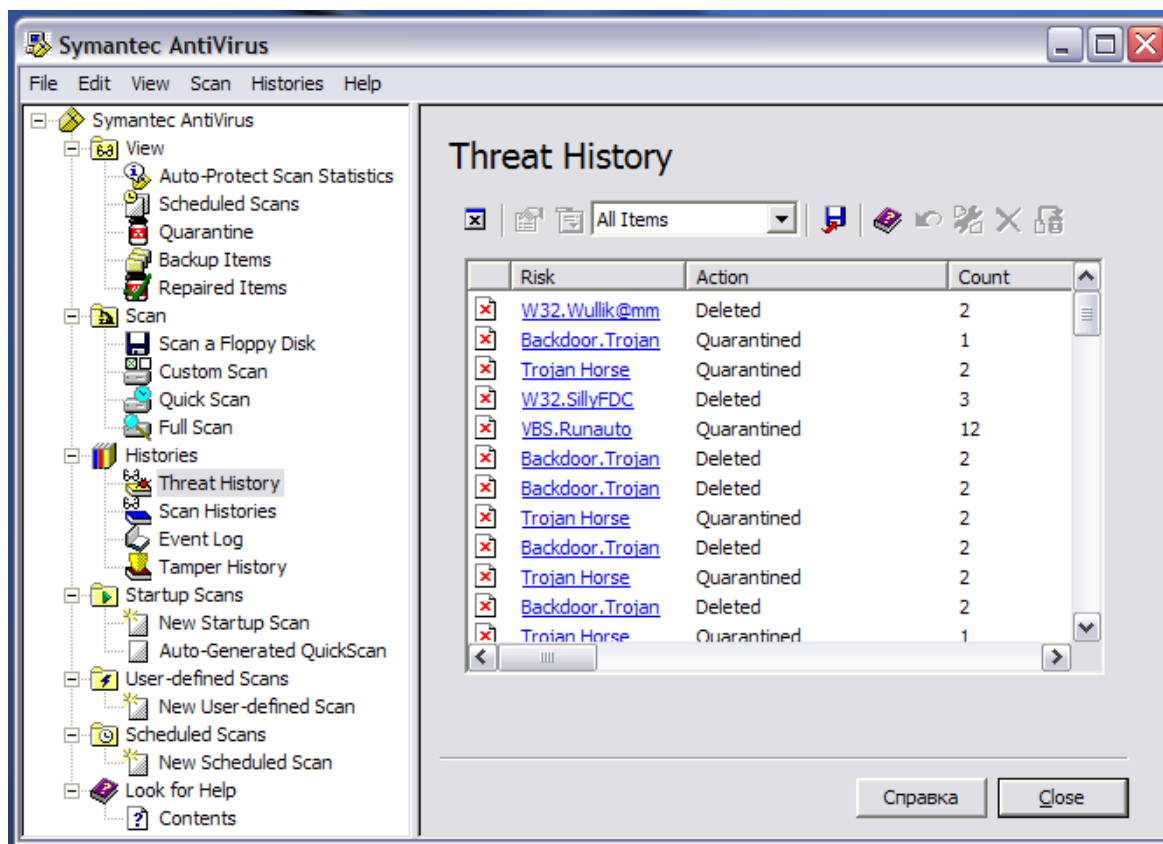 Symantec AntiVirus
File Edit View Scan Histories Help
Symantec AntiVirus
View
Auto-Protect Scan Statistics
Scheduled Scans
Quarantine
Backup Items
Repaired Items
Scan
Scan a Floppy Disk
Custom Scan
Quick Scan
Full Scan
Histories
Threat History
Scan Histories
Event Log
Tamper History
Startup Scans
New Startup Scan
Auto-Generated QuickScan
User-defined Scans
New User-defined Scan
Scheduled Scans
New Scheduled Scan
Look for Help
Contents
Threat History
All Items
Risk Action Count
W32.Wullik@mm Deleted 2
Backdoor.Trojan Quarantined 1
Trojan Horse Quarantined 2
W32.SillyFDC Deleted 3
VBS.Runauto Quarantined 12
Backdoor.Trojan Deleted 2
Backdoor.Trojan Deleted 2
Trojan Horse Quarantined 2
Backdoor.Trojan Deleted 2
Trojan Horse Quarantined 2
Backdoor.Trojan Deleted 2
Trojan Horse Quarantined 1
Справка Close